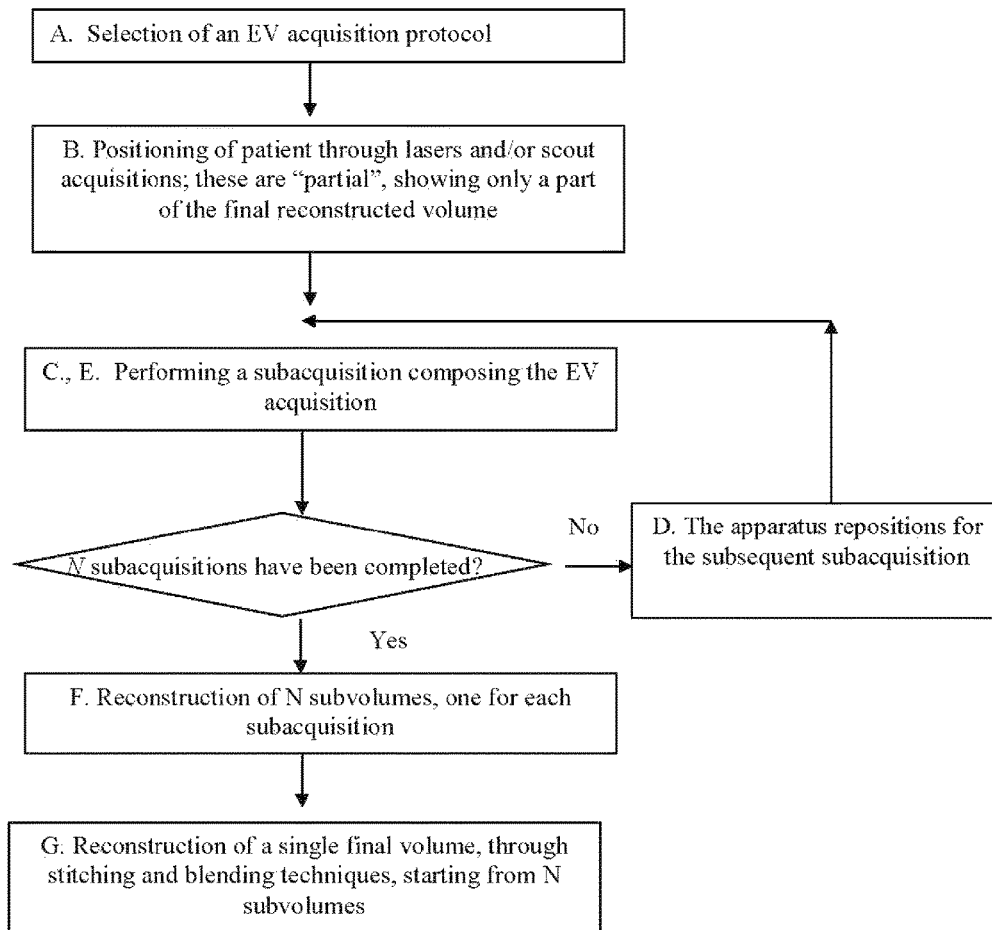 A. Selection of an EV acquisition protocol
B. Positioning of patient through lasers and/or scout
acquisitions; these are “partial”, showing only a part
of the final reconstructed volume
C., E. Performing a subacquisition composing the EV
acquisition
N subacquisitions have been completed?
No
D. The apparatus repositions for
the subsequent subacquisition
Yes
F. Reconstruction of N subvolumes, one for each
subacquisition
G. Reconstruction of a single final volume, through
stitching and blending techniques, starting from N
subvolumes